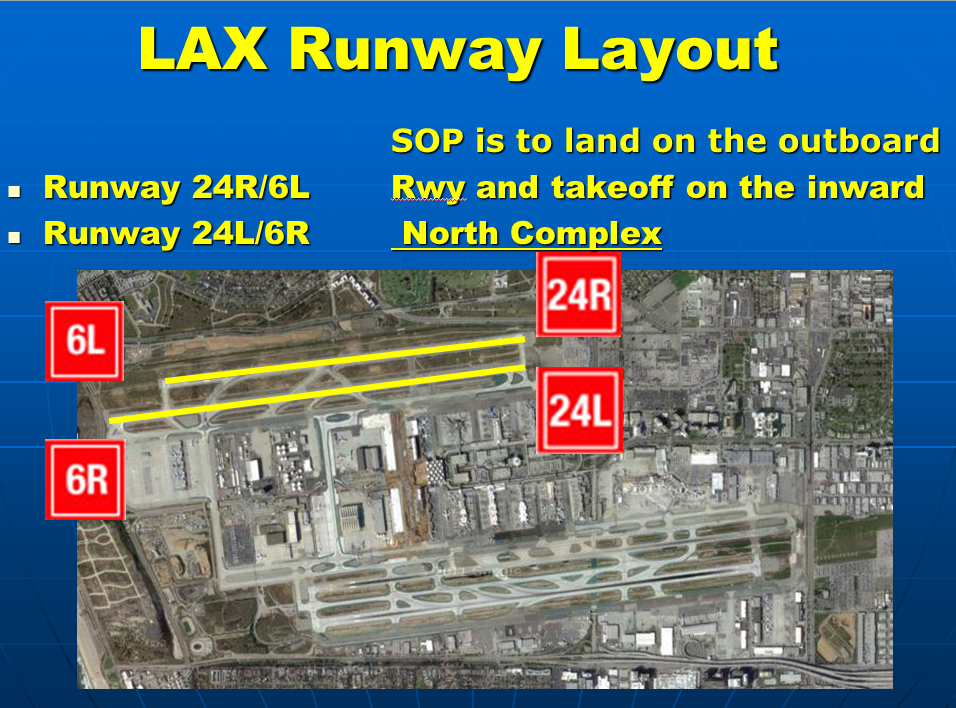 LAX Runway Layout
SOP is to land on the outboard
Runway 24R/6L Rwy and takeoff on the inward
Runway 24L/6R North Complex
24R
6L
24L
6R